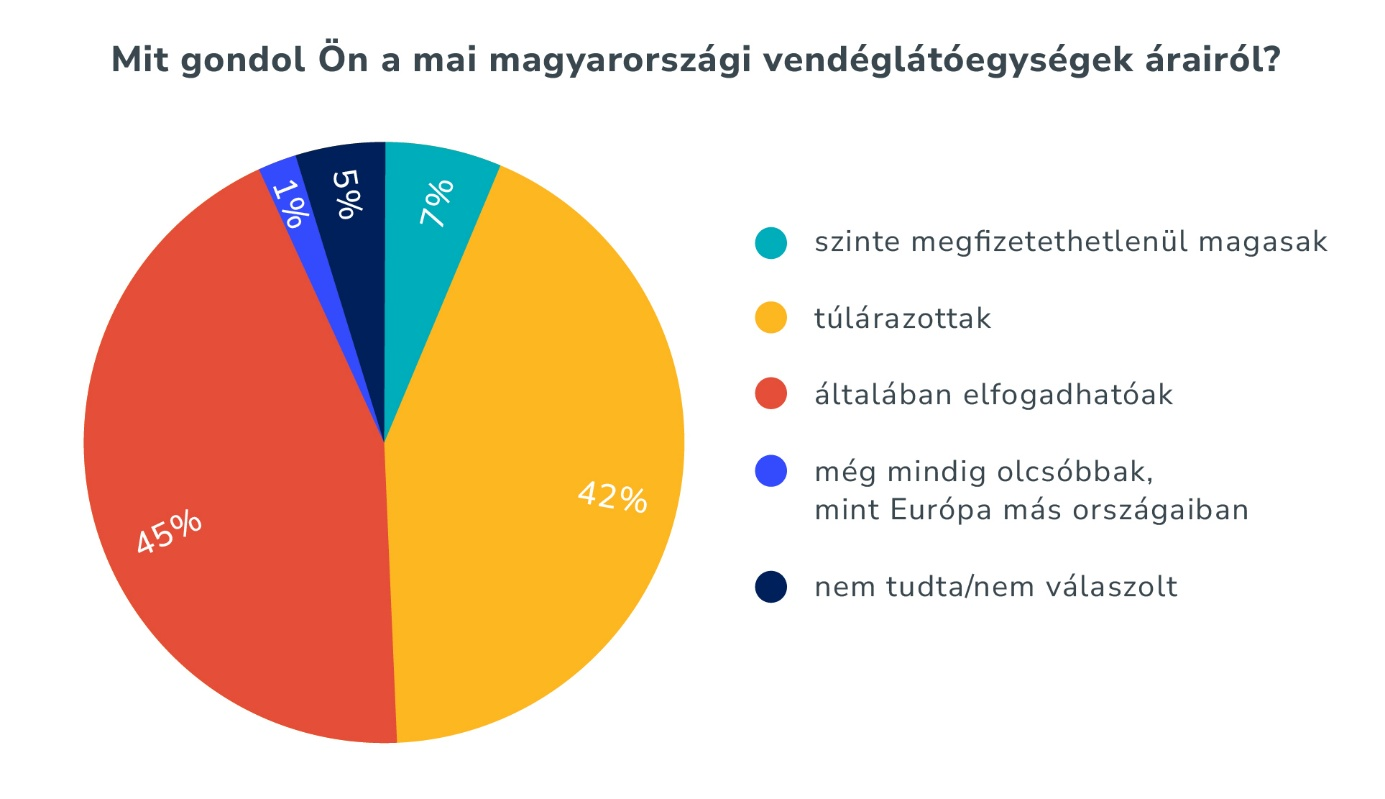 Mit gondol Ön a mai magyarországi vendéglátóegységek árairól?
1%
5%
7%
42%
45%
szinte megfizetethetlenül magasak
túlárazottak
általában elfogadhatóak
még mindig olcsóbbak,
mint Európa más országaiban
nem tudta/nem válaszolt